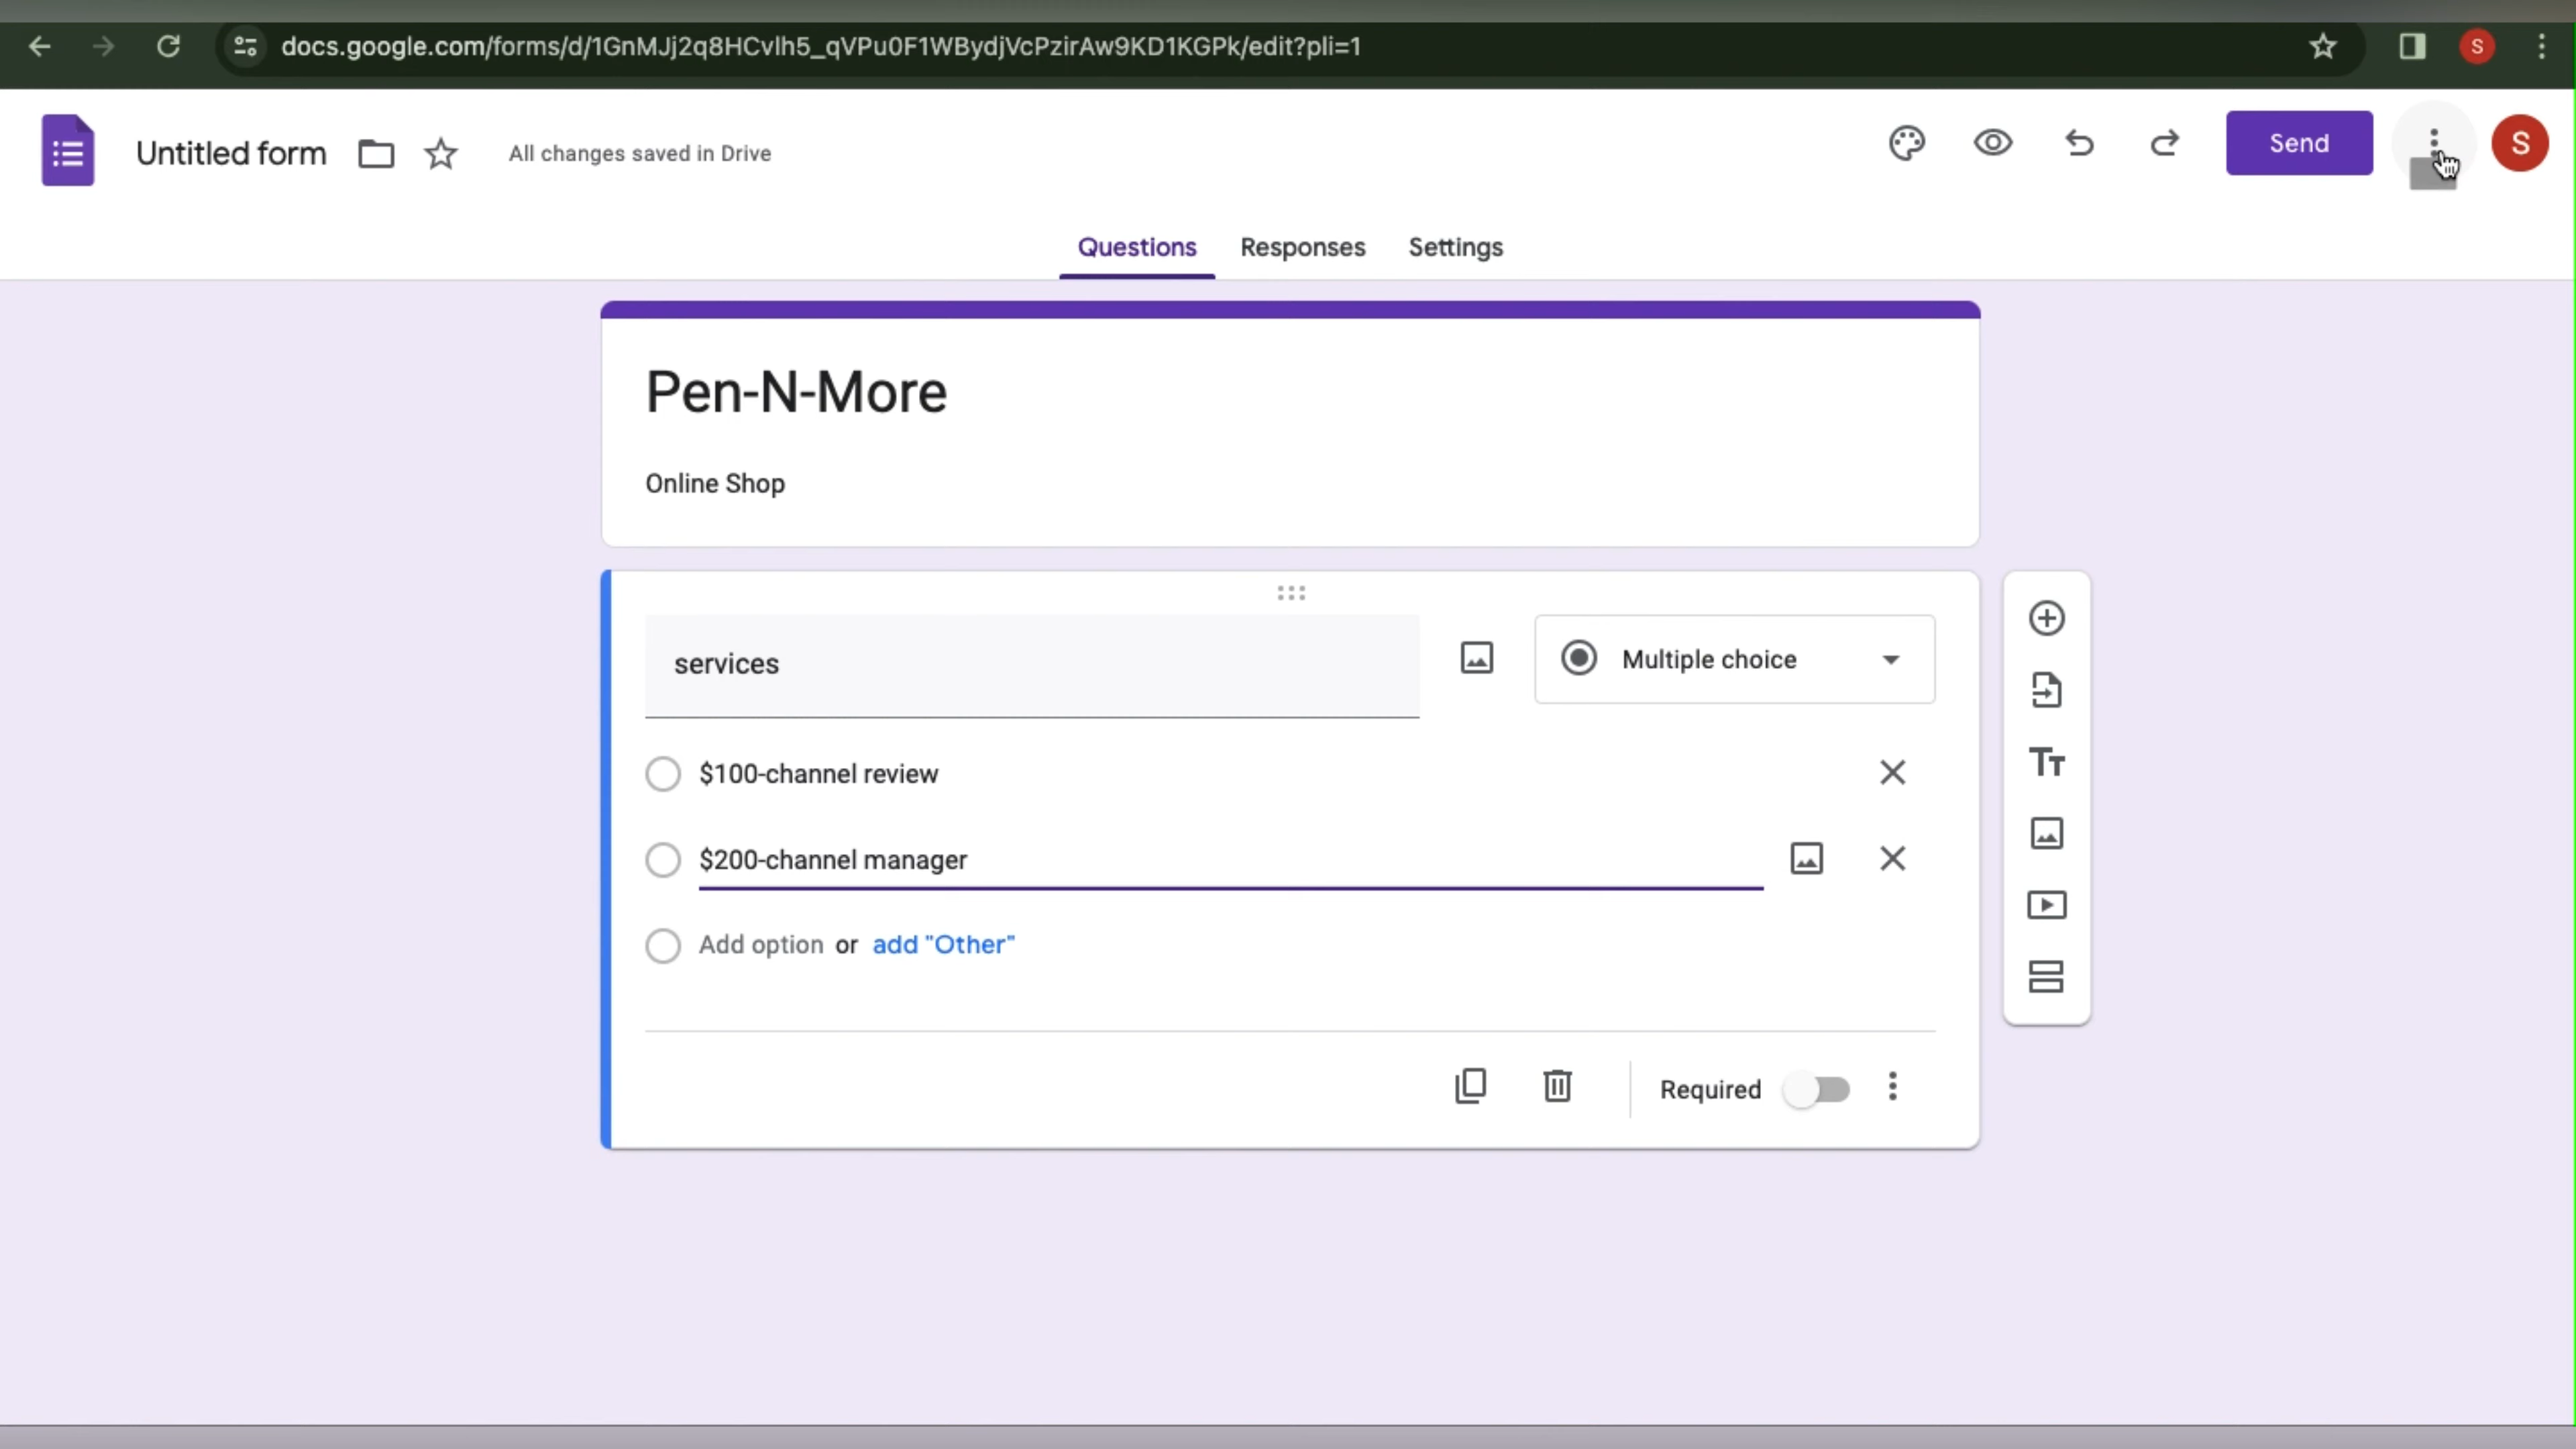 docs.google.com/forms/d/1GnMJj2q8HCvlh5_qVPu0F1WBydjVcPzirAw9KD1KGPk/edit?pli=1
S
Untitled form
All changes saved in Drive
Send
S
Questions Responses Settings
Pen-N-More
Online Shop
services
Multiple choice
$100-channel review
$200-channel manager
Add option or add "Other"
Required